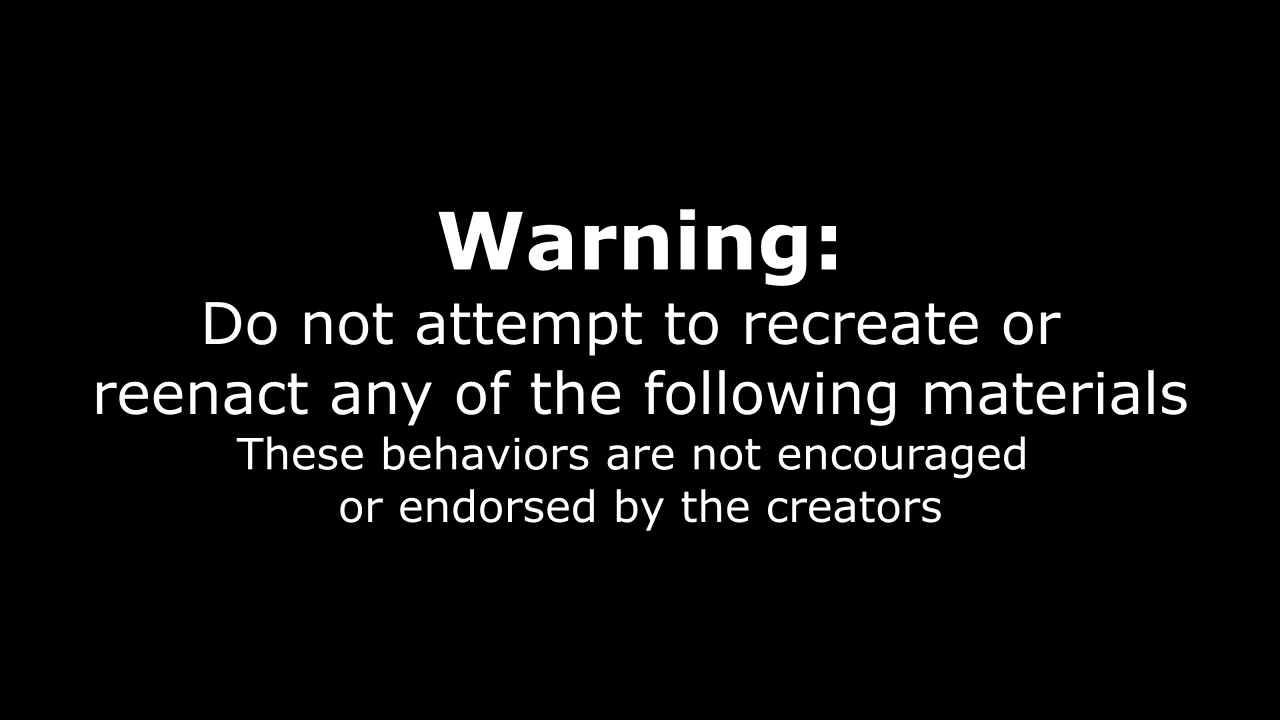 Warning:
Do not attempt to recreate or
reenact any of the following materials
These behaviors are not encouraged
or endorsed by the creators